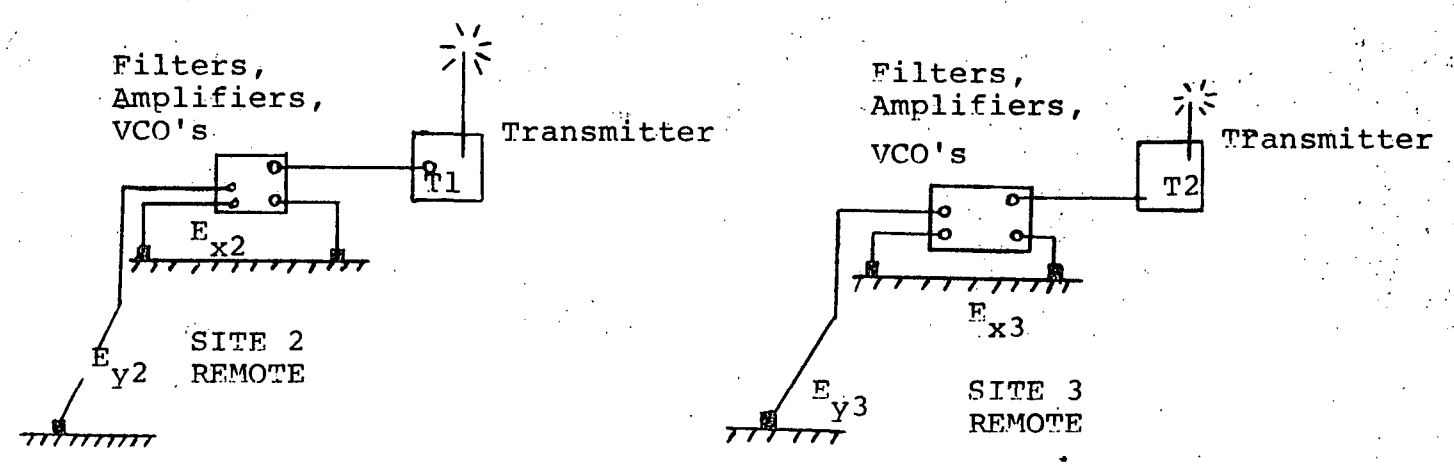 Filters,
Amplifiers,
VCO's
Transmitter
T1
Ex2
Ey2
SITE 2
REMOTE
Filters,
Amplifiers,
VCO's
Transmitter
T2
Ex3
Ey3
SITE 3
REMOTE